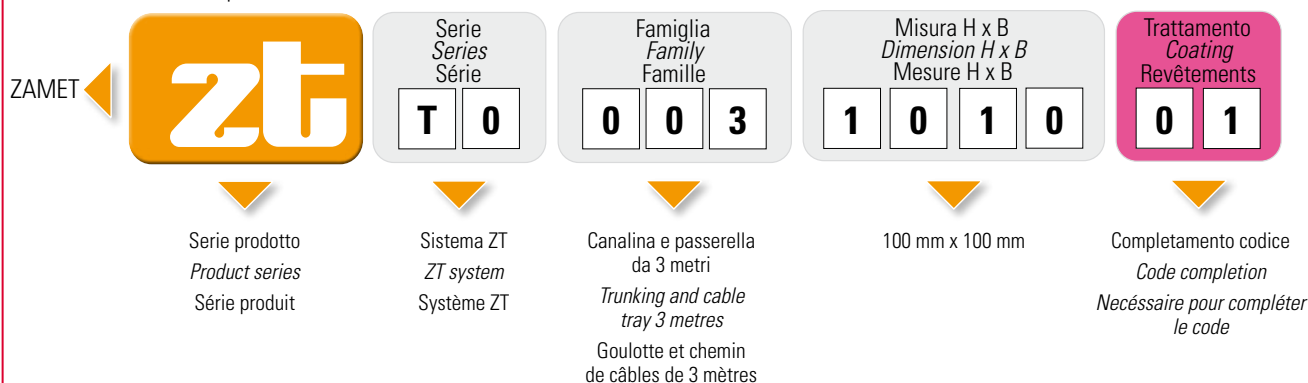 ZAMET
zt
Serie
Series
Série
T 0
Famiglia
Family
Famille
0 0 3
Misura H x B
Dimension H x B
Mesure H x B
1 0 1 0
Trattamento
Coating
Revêtements
0 1
Serie prodotto
Product series
Série produit
Sistema ZT
ZT system
Système ZT
Canalina e passerella
da 3 metri
Trunking and cable
tray 3 metres
Goulotte et chemin
de câbles de 3 mètres
100 mm x 100 mm
Completamento codice
Code completion
Necéssaire pour compléter
le code